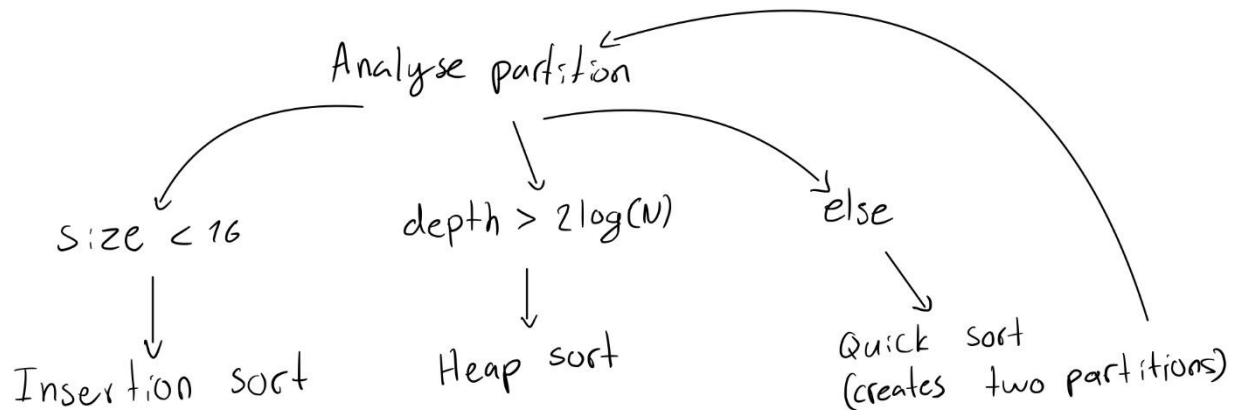 Analyse partition
size < 16
depth > 2log(N)
else
Insertion sort
Heap sort
Quick sort
(creates two partitions)